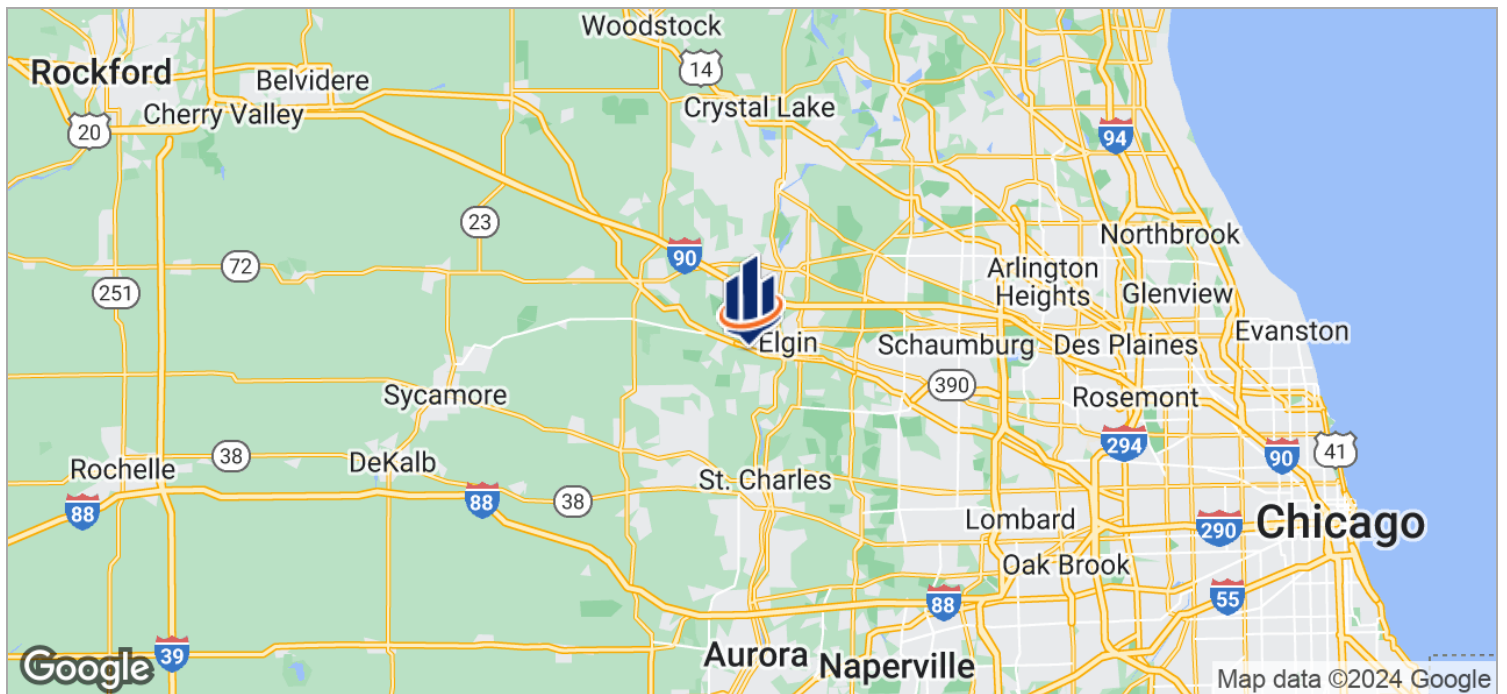 Woodstock
Rockford
Belvidere
14
Crystal Lake
Cherry Valley
20
94
23
Northbrook
90
72
Arlington
Heights
251
Glenview
Evanston
Elgin
Schaumburg
Des Plaines
390
Sycamore
Rosemont
294
41
38
90
Rochelle
DeKalb
St. Charles
88
88
38
Lombard
290
Chicago
Oak Brook
88
55
39
Aurora
Naperville
Google
Map data ©2024 Google